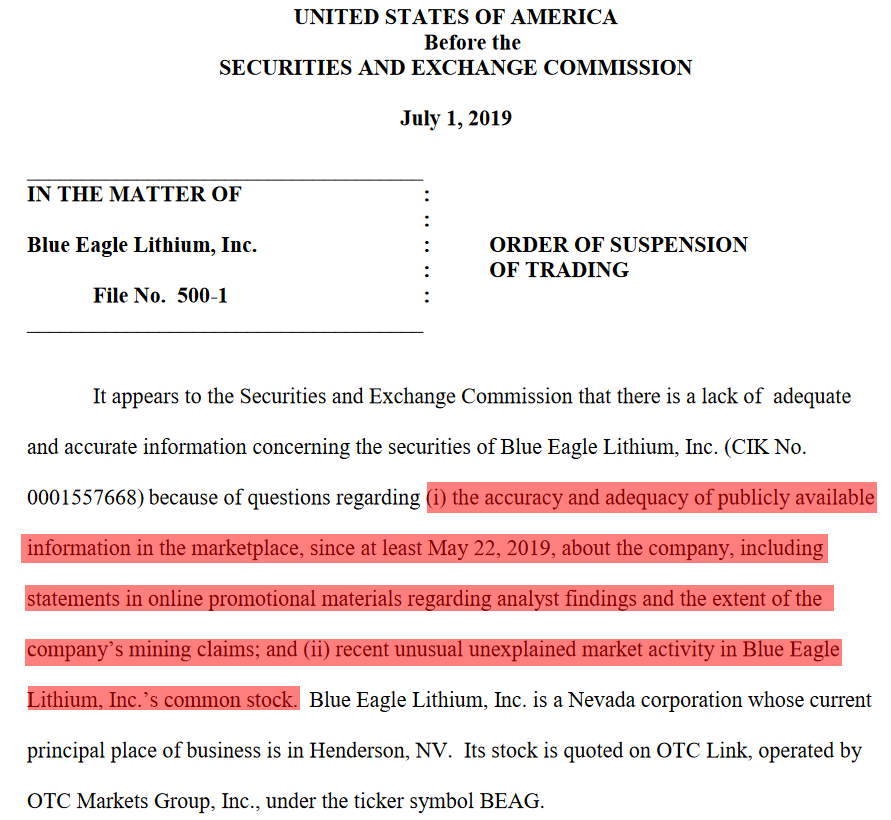 UNITED STATES OF AMERICA
Before the
SECURITIES AND EXCHANGE COMMISSION
July 1, 2019
IN THE MATTER OF :
:
Blue Eagle Lithium, Inc. : ORDER OF SUSPENSION
: OF TRADING
File No. 500-1 :
It appears to the Securities and Exchange Commission that there is a lack of adequate
and accurate information concerning the securities of Blue Eagle Lithium, Inc. (CIK No.
0001557668) because of questions regarding (i) the accuracy and adequacy of publicly available
information in the marketplace, since at least May 22, 2019, about the company, including
statements in online promotional materials regarding analyst findings and the extent of the
company’s mining claims; and (ii) recent unusual unexplained market activity in Blue Eagle
Lithium, Inc.’s common stock. Blue Eagle Lithium, Inc. is a Nevada corporation whose current
principal place of business is in Henderson, NV. Its stock is quoted on OTC Link, operated by
OTC Markets Group, Inc., under the ticker symbol BEAG.